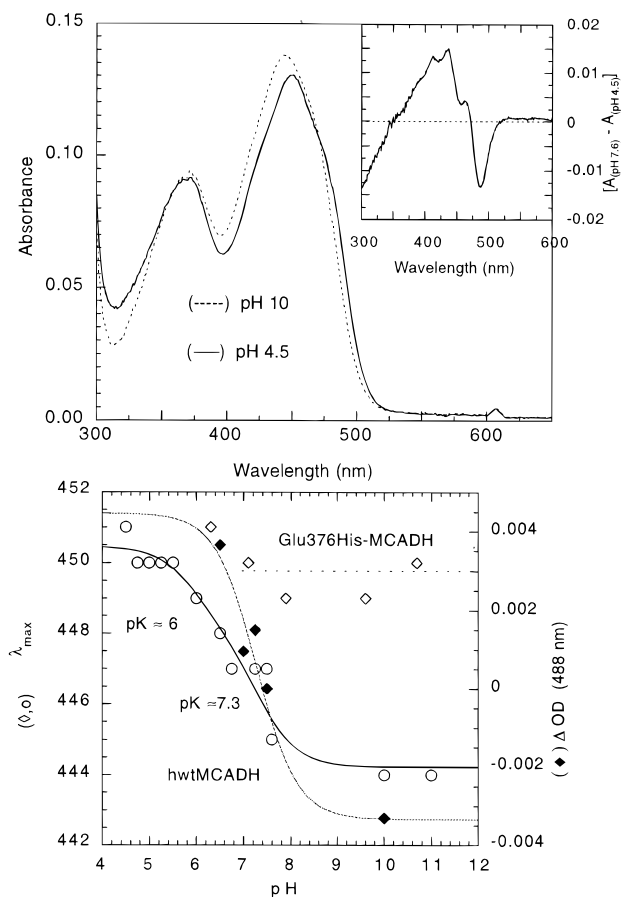 0.15
0.10
0.05
0.00
Absorbance
300
400
500
600
Wavelength (nm)
(----) pH 10
(—) pH 4.5
0.02
0.01
0
-0.01
-0.02
[A(pH 7.6) - A(pH 4.5)]
300
400
500
600
Wavelength (nm)
452
450
448
446
444
442
(◊,o) λmax
Glu376His-MCADH
pK ≈ 6
pK ≈7.3
hwtMCADH
0.004
0.002
0
-0.002
-0.004
(◆) Δ OD (488 nm)
4
5
6
7
8
9
10
11
12
pH